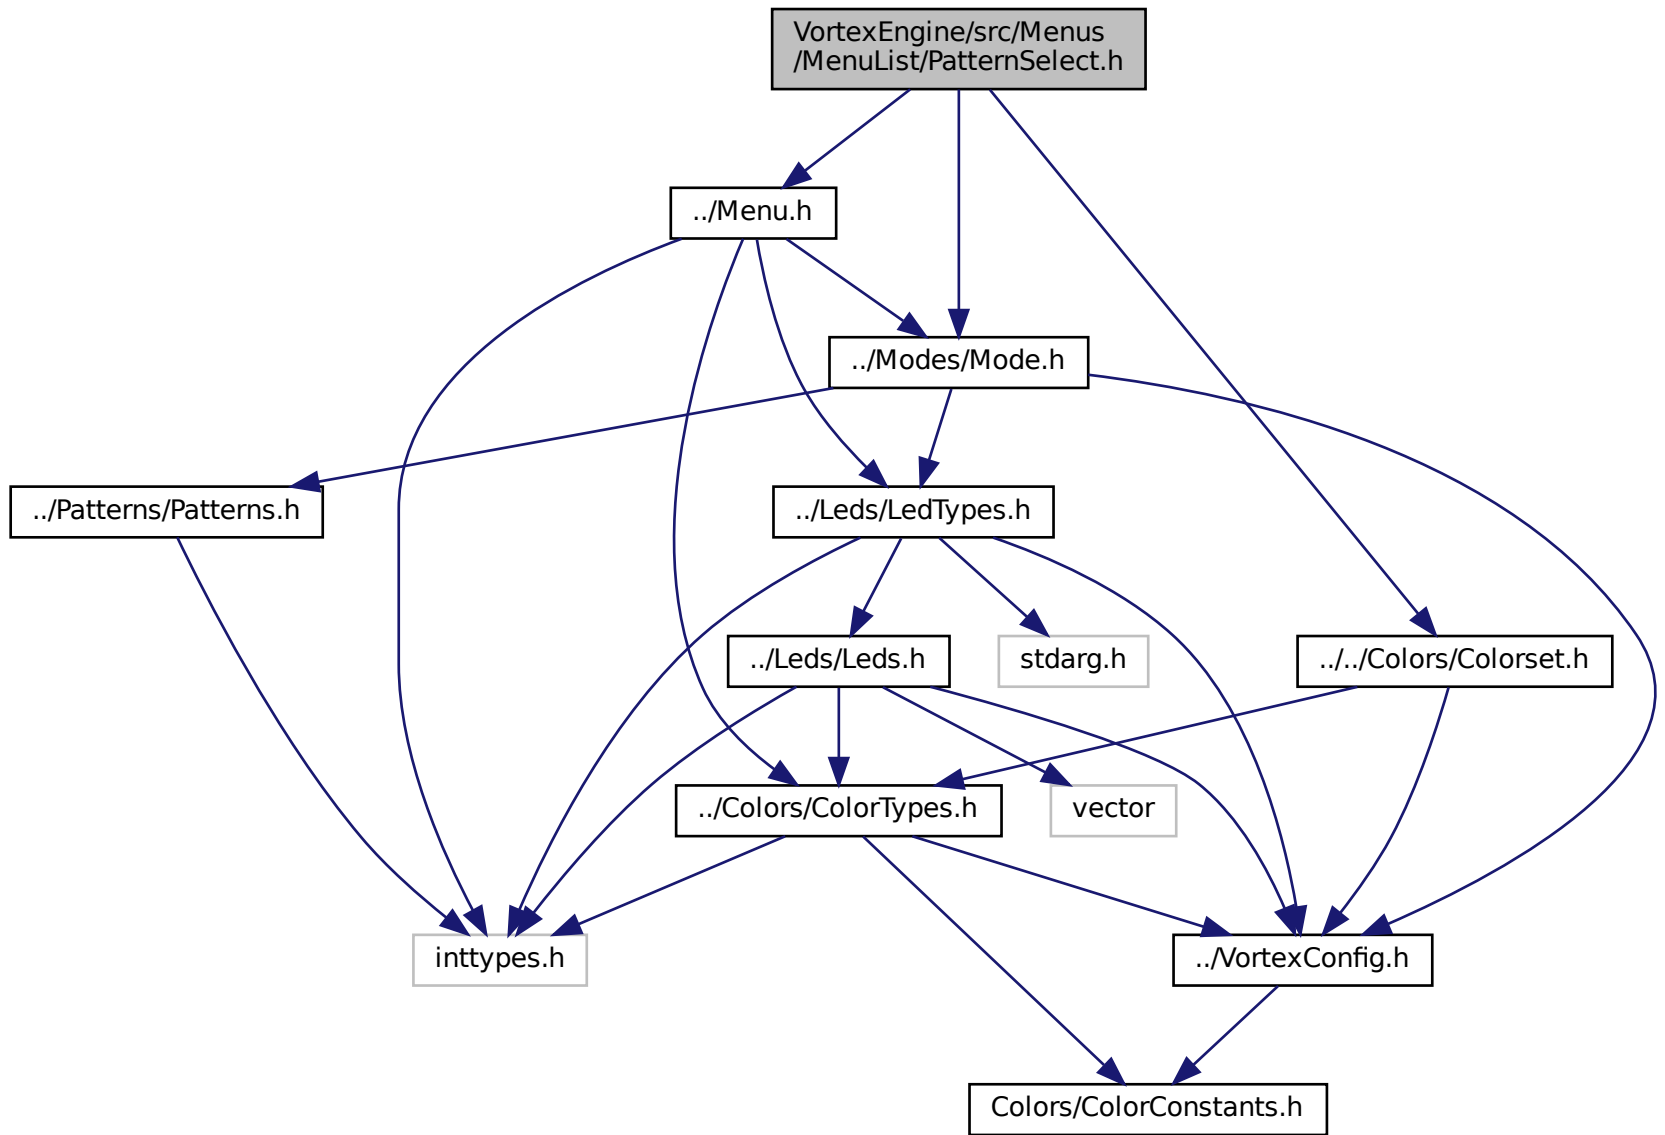 VortexEngine/src/Menus
/MenuList/PatternSelect.h
../Menu.h
../Modes/Mode.h
../Patterns/Patterns.h
../Leds/LedTypes.h
../Leds/Leds.h
stdarg.h
../../Colors/Colorset.h
../Colors/ColorTypes.h
vector
inttypes.h
../VortexConfig.h
Colors/ColorConstants.h